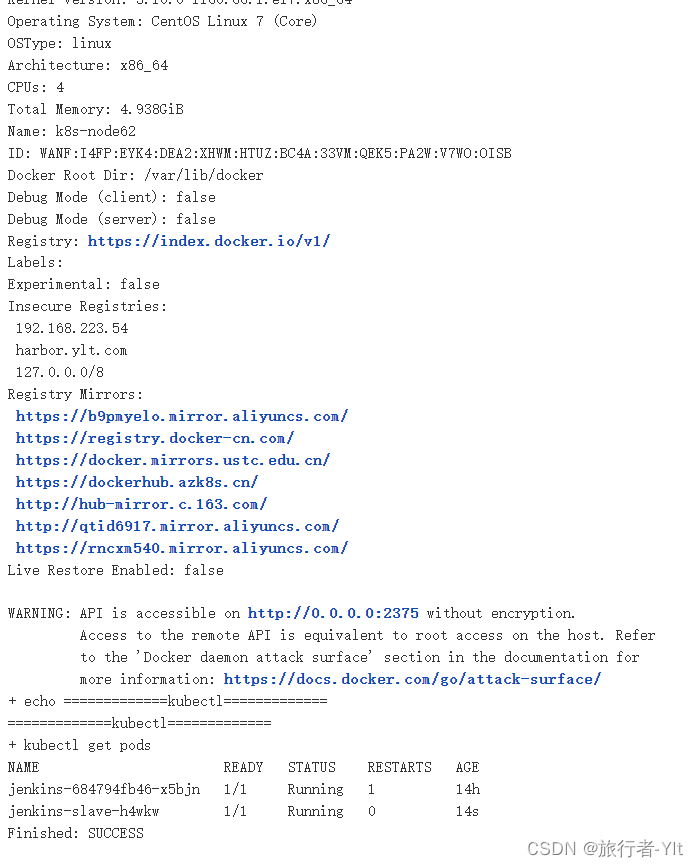 Kernel Version: 3.10.0-1160.66.1.el7.x86_64
Operating System: CentOS Linux 7 (Core)
OSType: linux
Architecture: x86_64
CPUs: 4
Total Memory: 4.938GiB
Name: k8s-node62
ID: WANF:I4FP:EYK4:DEA2:XHWM:HTUZ:BC4A:33VM:QEK5:PA2W:V7WO:OISB
Docker Root Dir: /var/lib/docker
Debug Mode (client): false
Debug Mode (server): false
Registry: https://index.docker.io/v1/
Labels:
Experimental: false
Insecure Registries:
 192.168.223.54
 harbor.ylt.com
 127.0.0.0/8
Registry Mirrors:
 https://b9pmyelo.mirror.aliyuncs.com/
 https://registry.docker-cn.com/
 https://docker.mirrors.ustc.edu.cn/
 https://dockerhub.azk8s.cn/
 http://hub-mirror.c.163.com/
 http://qtid6917.mirror.aliyuncs.com/
 https://rncxm540.mirror.aliyuncs.com/
Live Restore Enabled: false
WARNING: API is accessible on http://0.0.0.0:2375 without encryption.
         Access to the remote API is equivalent to root access on the host. Refer
         to the 'Docker daemon attack surface' section in the documentation for
         more information: https://docs.docker.com/go/attack-surface/
+ echo =============kubectl=============
=============kubectl=============
+ kubectl get pods
NAME                       READY   STATUS    RESTARTS   AGE
jenkins-684794fb46-x5bjn   1/1     Running   1          14h
jenkins-slave-h4wkw        1/1     Running   0          14s
Finished: SUCCESS
CSDN @旅行者-Ylt